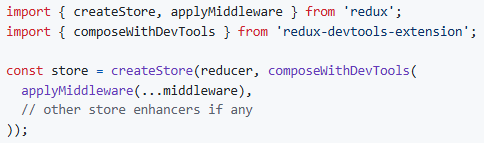 import { createStore, applyMiddleware } from 'redux';
import { composeWithDevTools } from 'redux-devtools-extension';

const store = createStore(reducer, composeWithDevTools(
  applyMiddleware(...middleware),
  // other store enhancers if any
));